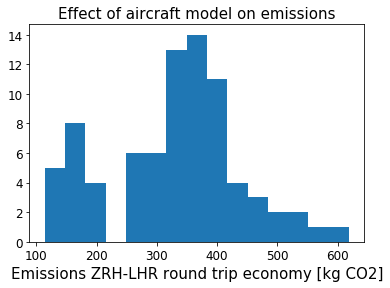 Effect of aircraft model on emissions
14
12
10
8
6
4
2
0
100 200 300 400 500 600
Emissions ZRH-LHR round trip economy [kg CO2]